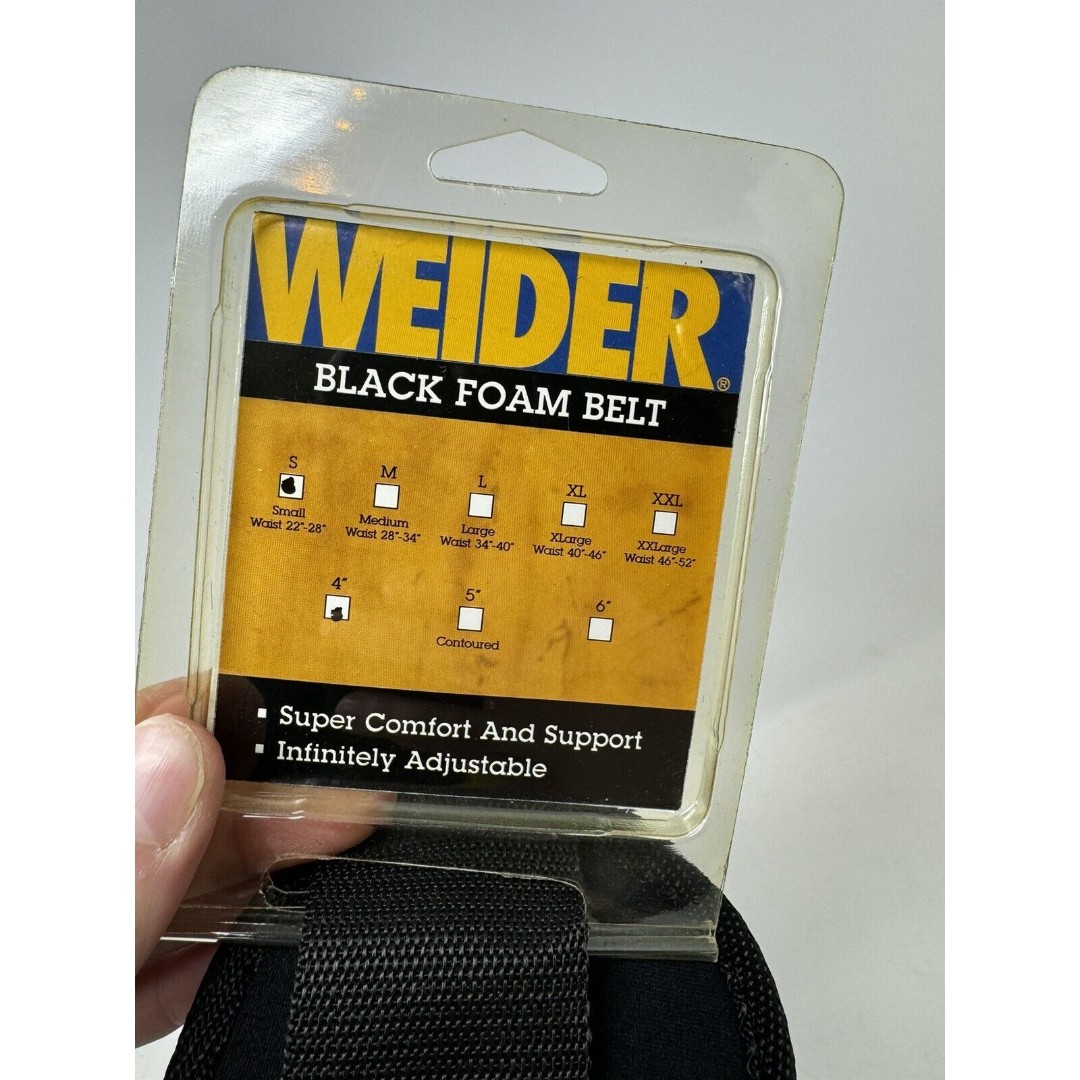 WEIDER®
BLACK FOAM BELT
S M L XL XXL
Small Medium Large XLarge XXLarge
Waist 22"-28" Waist 28"-34" Waist 34"-40" Waist 40"-46" Waist 46"-52"
4" 5" 6"
Contoured
▪ Super Comfort And Support
▪ Infinitely Adjustable